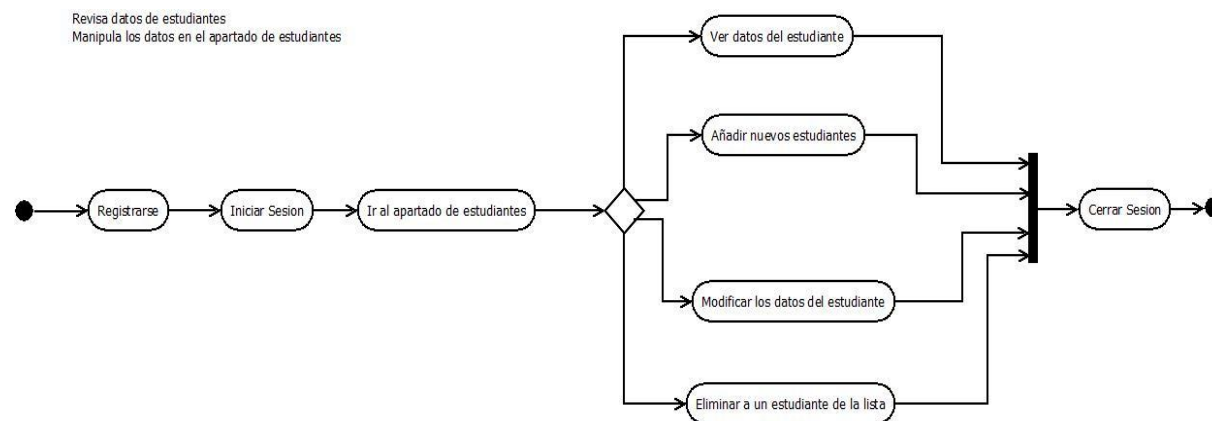 Revisa datos de estudiantes
Manipula los datos en el apartado de estudiantes
Ver datos del estudiante
Añadir nuevos estudiantes
Registrarse
Iniciar Sesion
Ir al apartado de estudiantes
Cerrar Sesion
Modificar los datos del estudiante
Eliminar a un estudiante de la lista